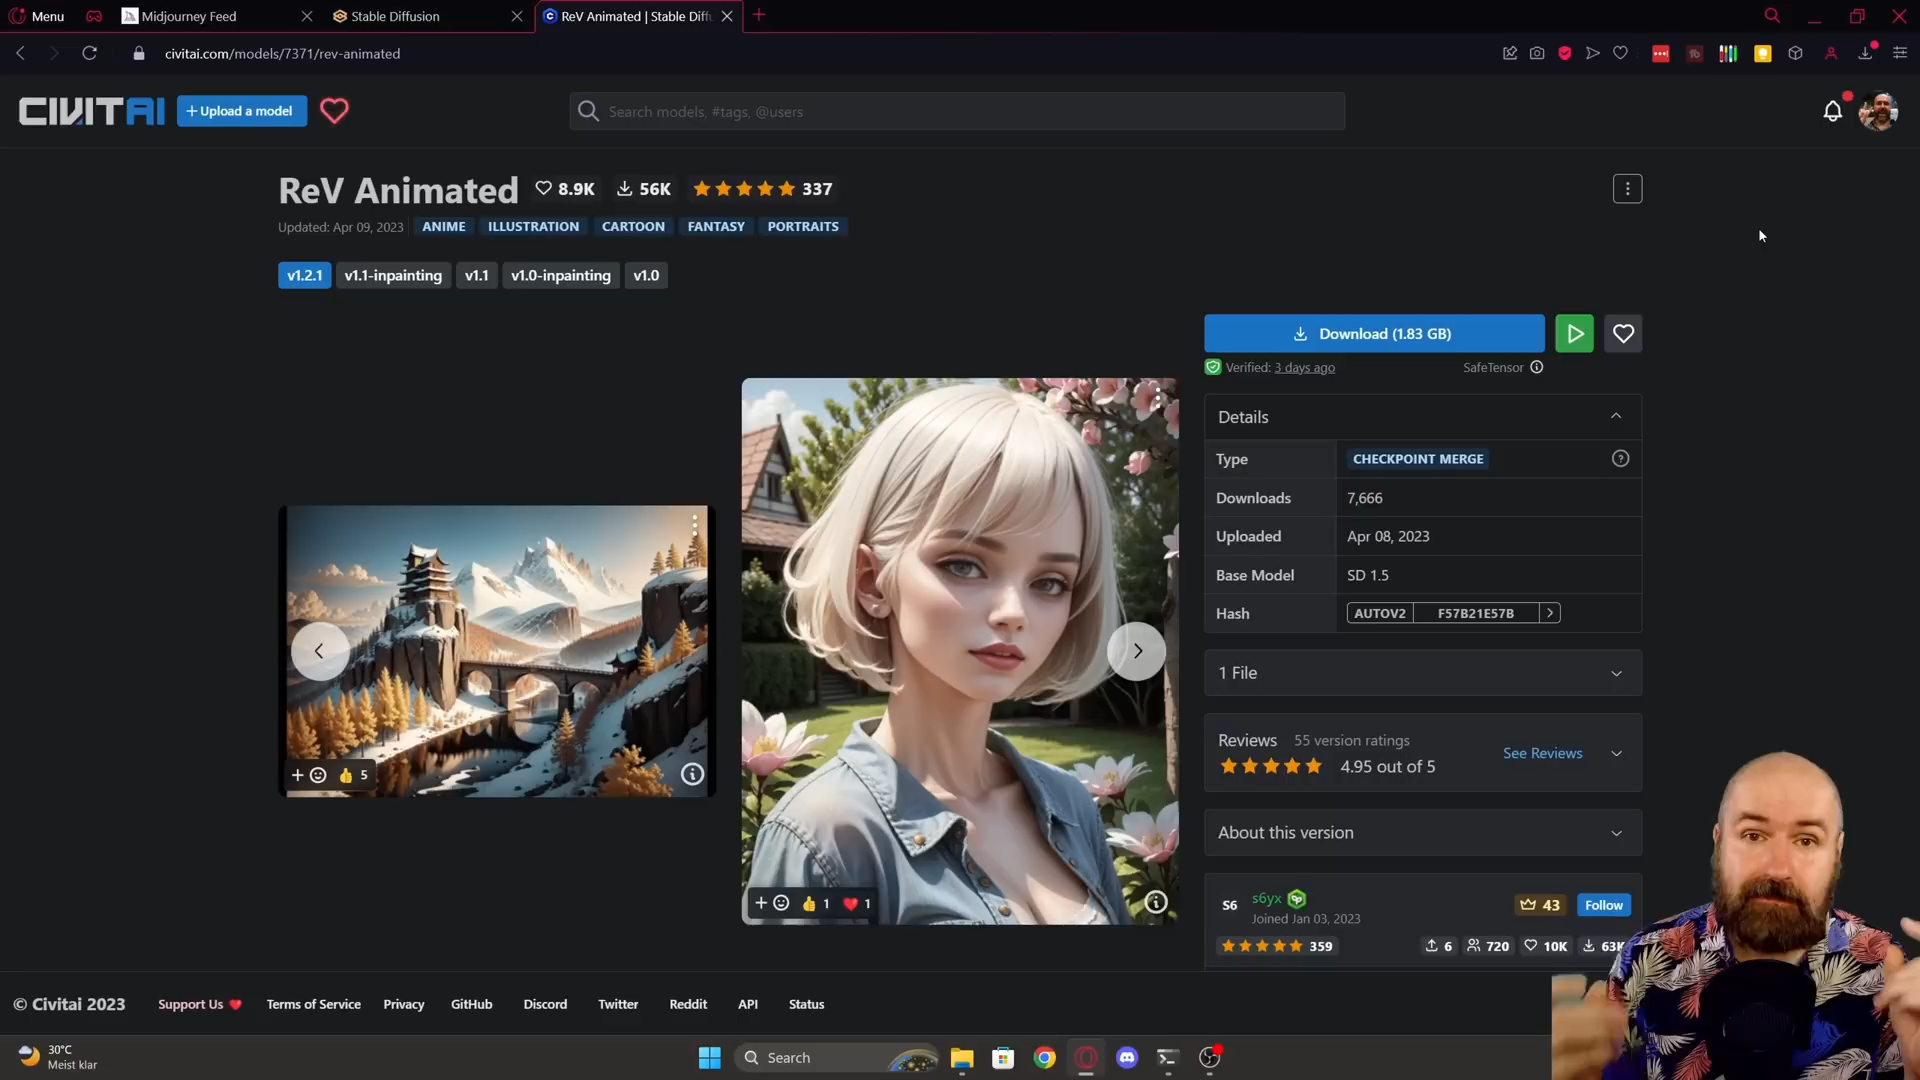 Menu
Midjourney Feed
Stable Diffusion
ReV Animated | Stable Diff
civitai.com/models/7371/rev-animated
CIVITAI
+ Upload a model
Search models, #tags, @users
ReV Animated
8.9K
56K
337
Updated: Apr 09, 2023
ANIME
ILLUSTRATION
CARTOON
FANTASY
PORTRAITS
v1.2.1
v1.1-inpainting
v1.1
v1.0-inpainting
v1.0
Download (1.83 GB)
Verified: 3 days ago
SafeTensor
Details
Type
CHECKPOINT MERGE
Downloads
7,666
Uploaded
Apr 08, 2023
Base Model
SD 1.5
Hash
AUTOV2
F57B21E57B
1 File
Reviews
55 version ratings
4.95 out of 5
See Reviews
About this version
5
1
1
S6
s6yx
Joined Jan 03, 2023
43
Follow
359
6
720
10K
63K
© Civitai 2023
Support Us
Terms of Service
Privacy
GitHub
Discord
Twitter
Reddit
API
Status
30°C
Meist klar
Search